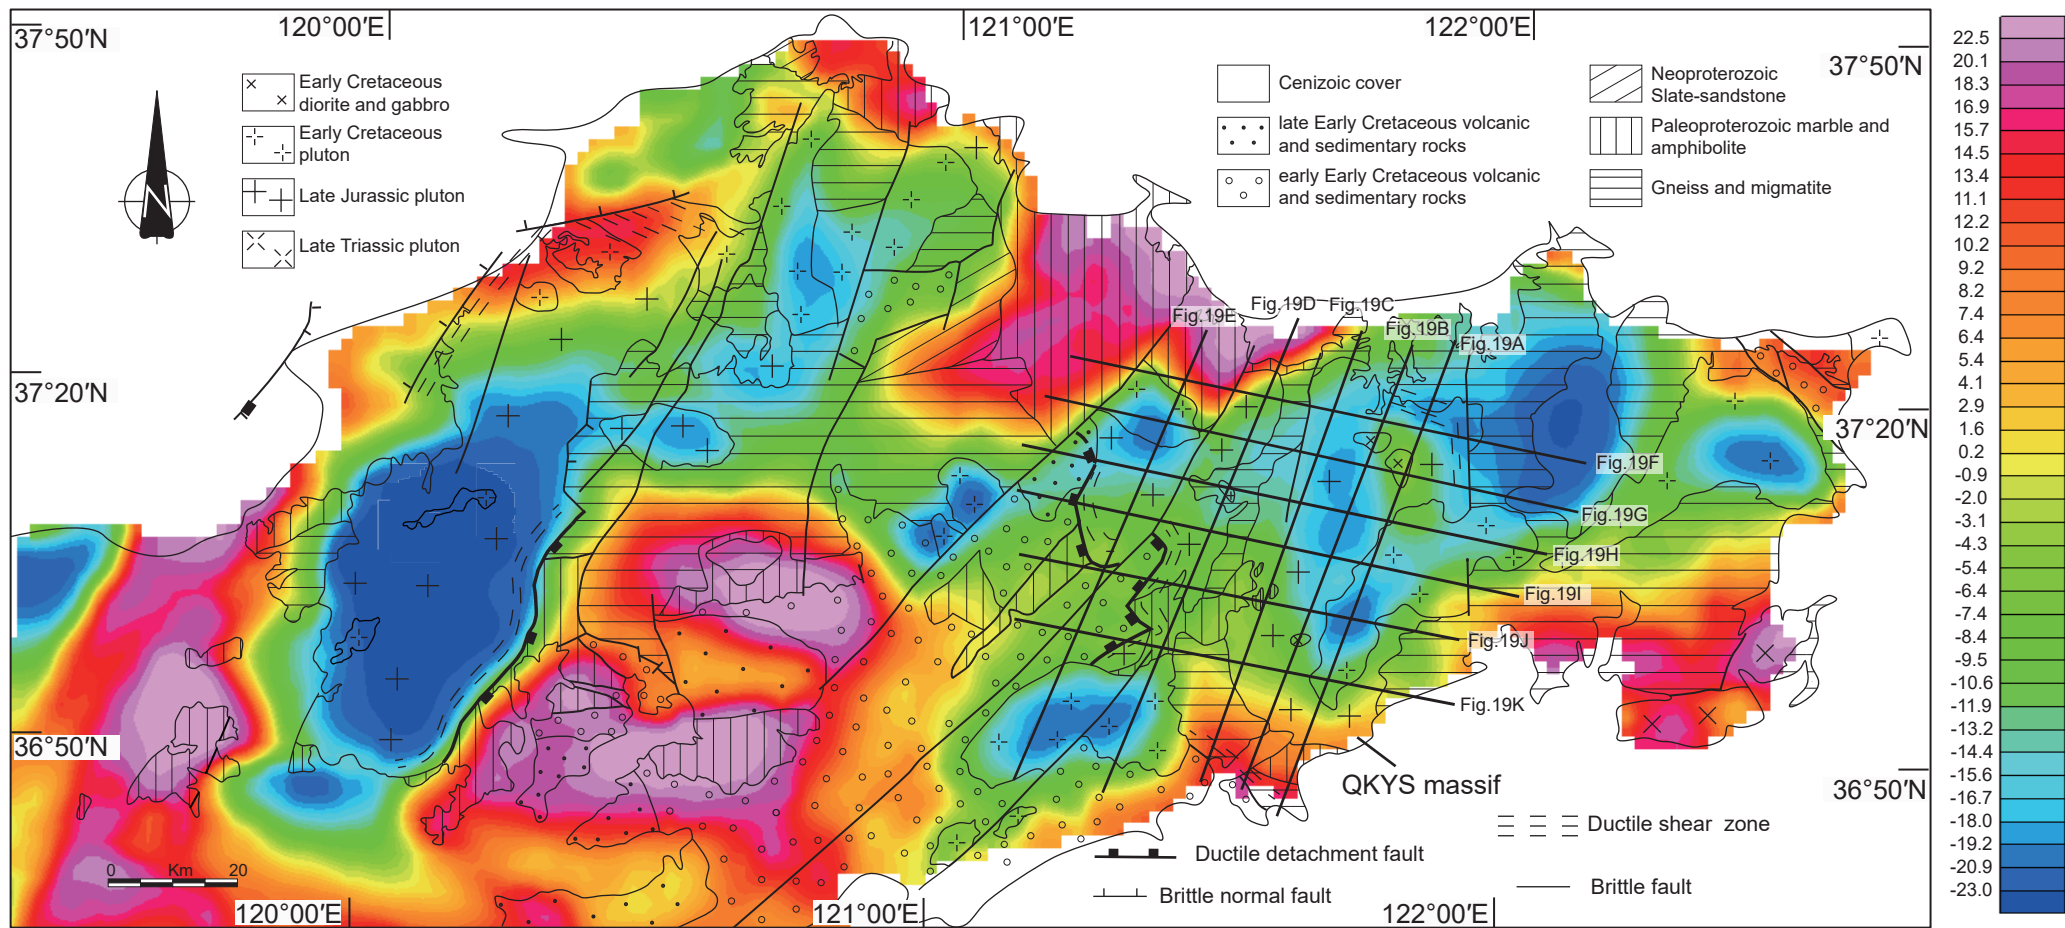 120°00′E
121°00′E
122°00′E
37°50′N
37°50′N
Early Cretaceous
diorite and gabbro
Early Cretaceous
pluton
Late Jurassic pluton
Late Triassic pluton
N
Cenizoic cover
late Early Cretaceous volcanic
and sedimentary rocks
early Early Cretaceous volcanic
and sedimentary rocks
Neoproterozoic
Slate-sandstone
Paleoproterozoic marble and
amphibolite
Gneiss and migmatite
Fig.19E
Fig.19D
Fig.19C
Fig.19B
Fig.19A
37°20′N
37°20′N
Fig.19F
Fig.19G
Fig.19H
Fig.19I
Fig.19J
Fig.19K
36°50′N
36°50′N
QKYS massif
Ductile shear zone
Ductile detachment fault
Brittle normal fault
Brittle fault
0 Km 20
120°00′E
121°00′E
122°00′E
22.5
20.1
18.3
16.9
15.7
14.5
13.4
11.1
12.2
10.2
9.2
8.2
7.4
6.4
5.4
4.1
2.9
1.6
0.2
-0.9
-2.0
-3.1
-4.3
-5.4
-6.4
-7.4
-8.4
-9.5
-10.6
-11.9
-13.2
-14.4
-15.6
-16.7
-18.0
-19.2
-20.9
-23.0